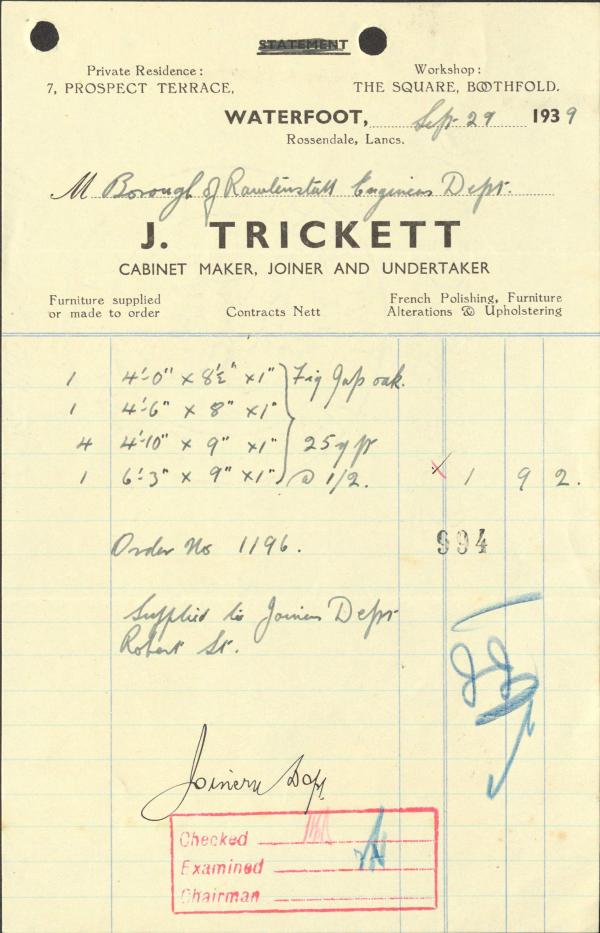 STATEMENT
Private Residence:
7, PROSPECT TERRACE,
Workshop:
THE SQUARE, BOOTHFOLD.
WATERFOOT, Sep 29 1939
Rossendale, Lancs.
M Borough of Rawtenstall Engineers Dept.
J. TRICKETT
CABINET MAKER, JOINER AND UNDERTAKER
Furniture supplied
or made to order
Contracts Nett
French Polishing, Furniture
Alterations & Upholstering
1 4'-0" x 8½" x 1" Fig Jap oak.
1 4'-6" x 8" x 1"
4 4'-10" x 9" x 1" 25
1 6'-3" x 9" x 1" @ 1/2. 1 9 2.
Order No 1196. 994
Supplied to Joiners Dept
Robert St.
Joinery Dept
Checked
Examined
Chairman